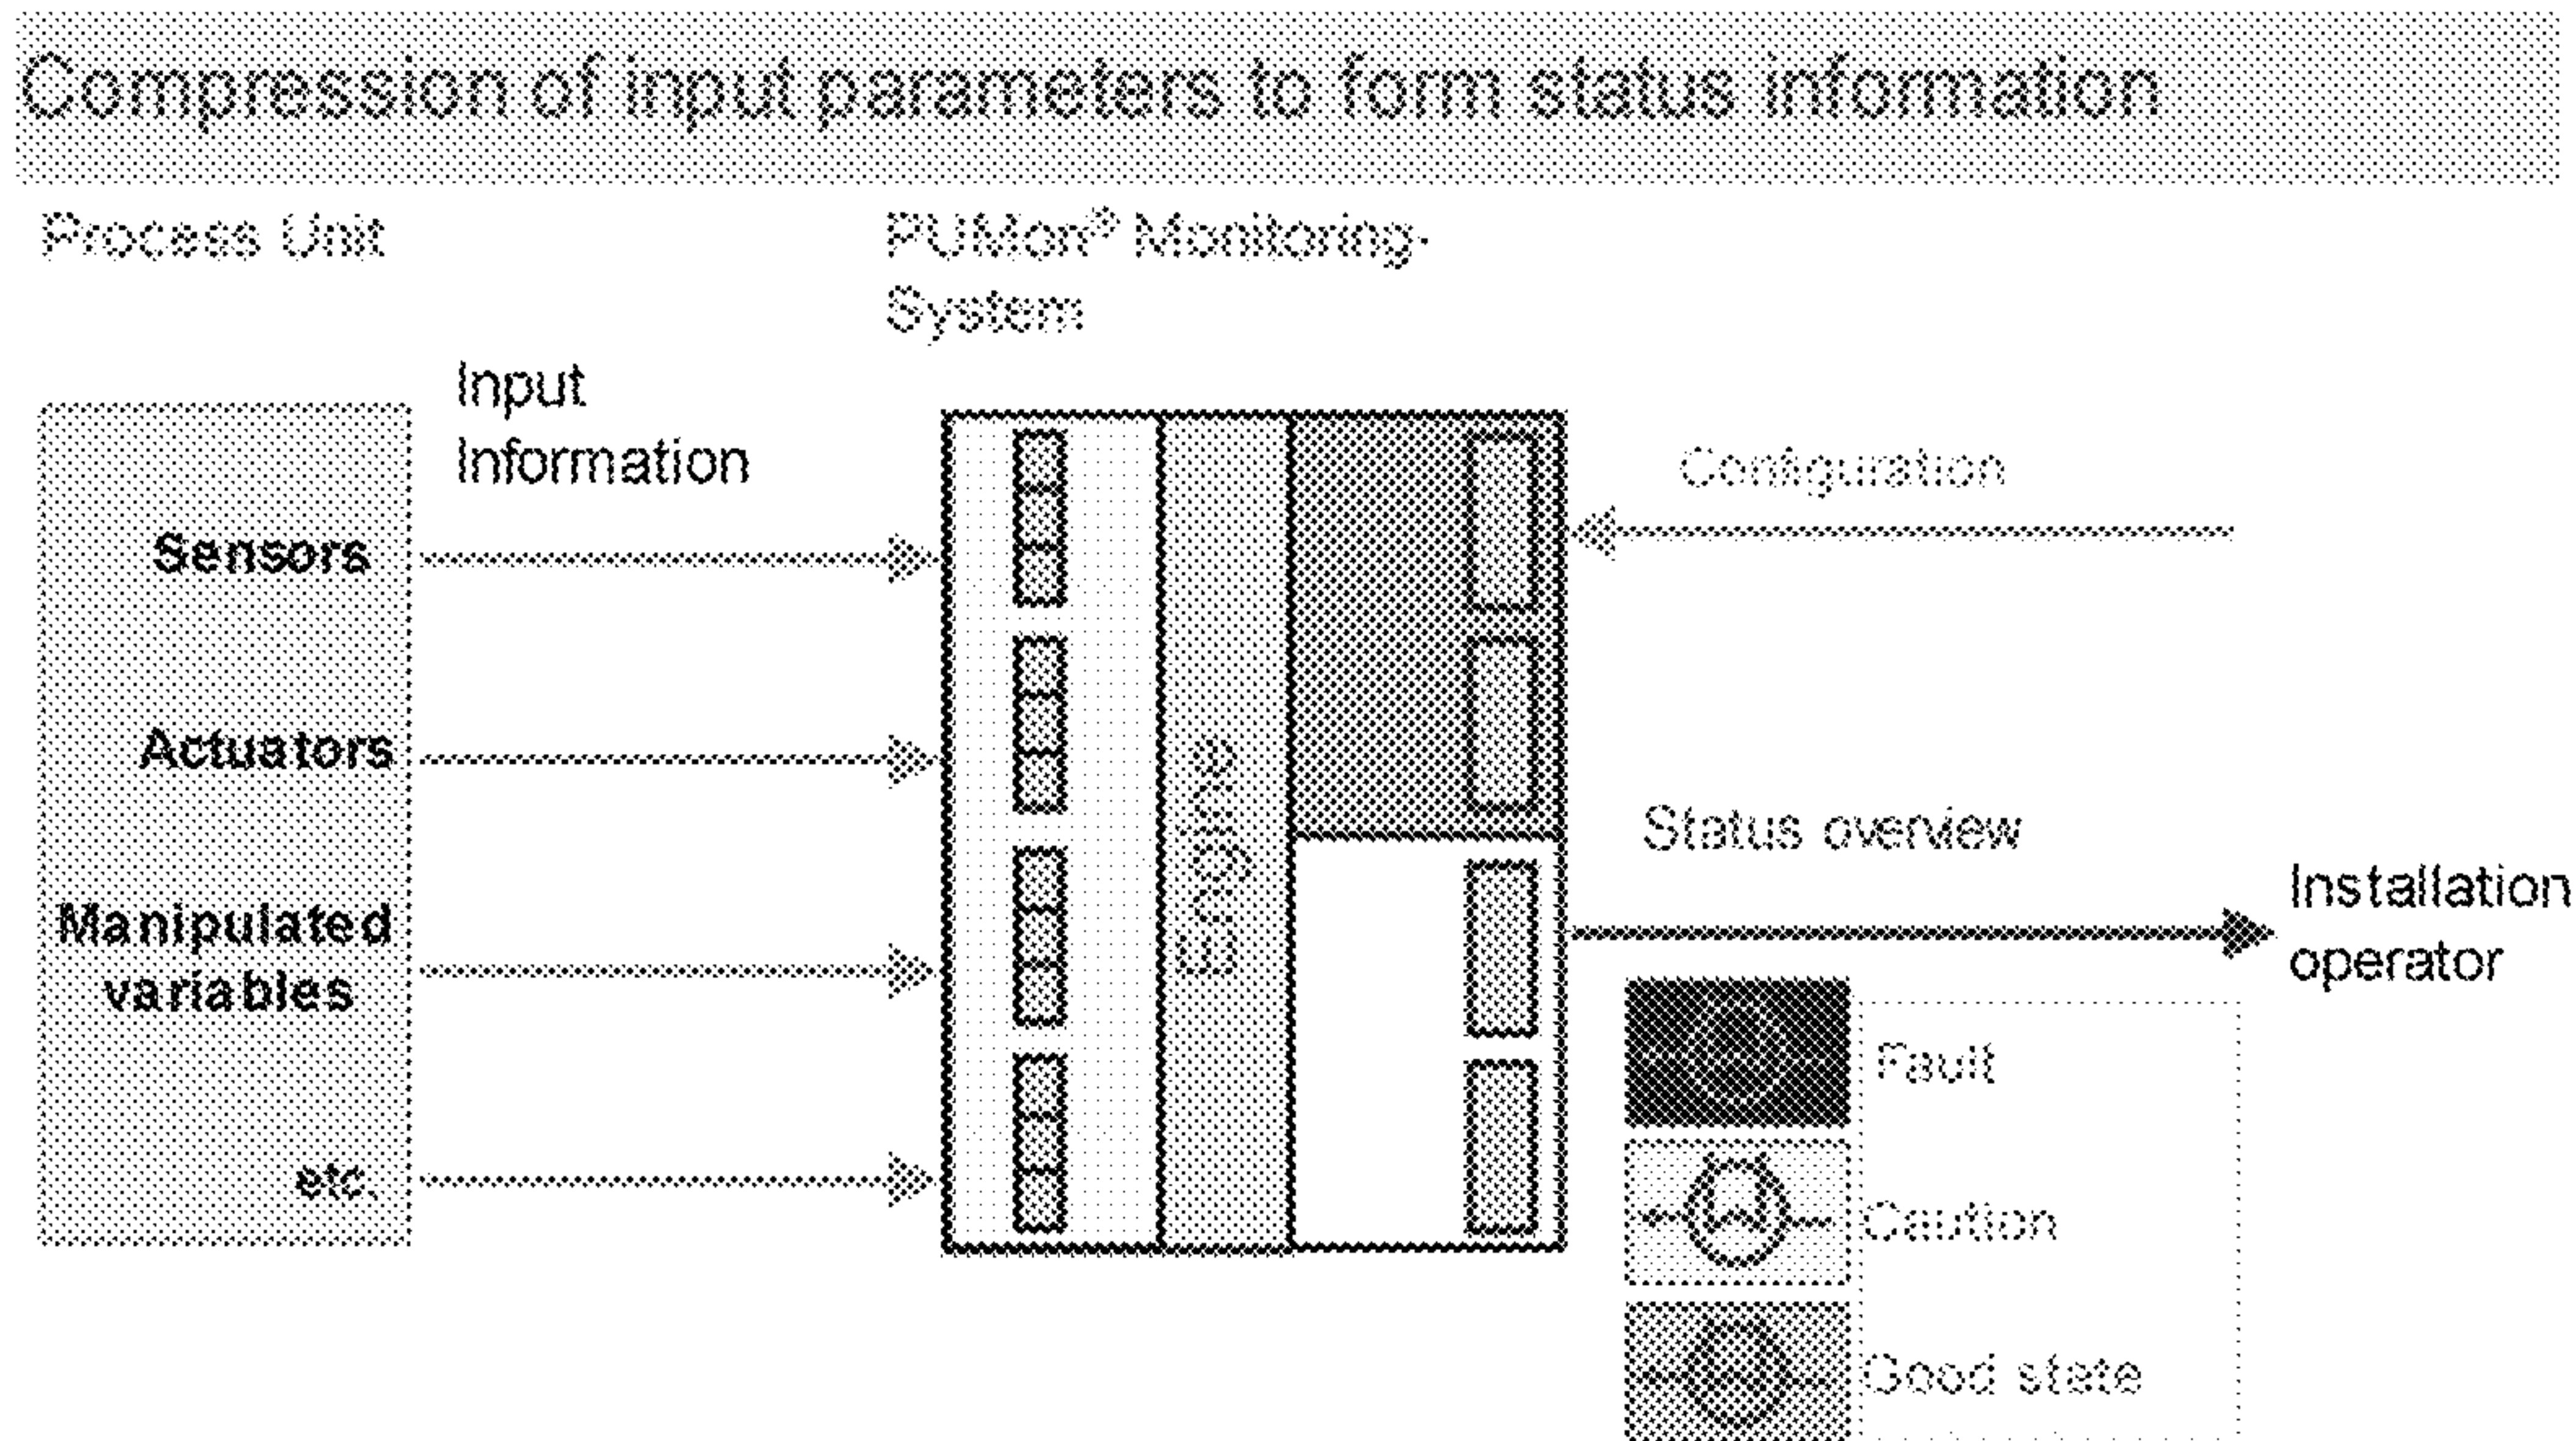 Compression of input parameters to form status information
Process Unit
PUMon® Monitoring-
System
Input
Information
Sensors
Actuators
Manipulated
variables
etc.
Engine
Configuration
Status overview
Installation
operator
Fault
Caution
Good state